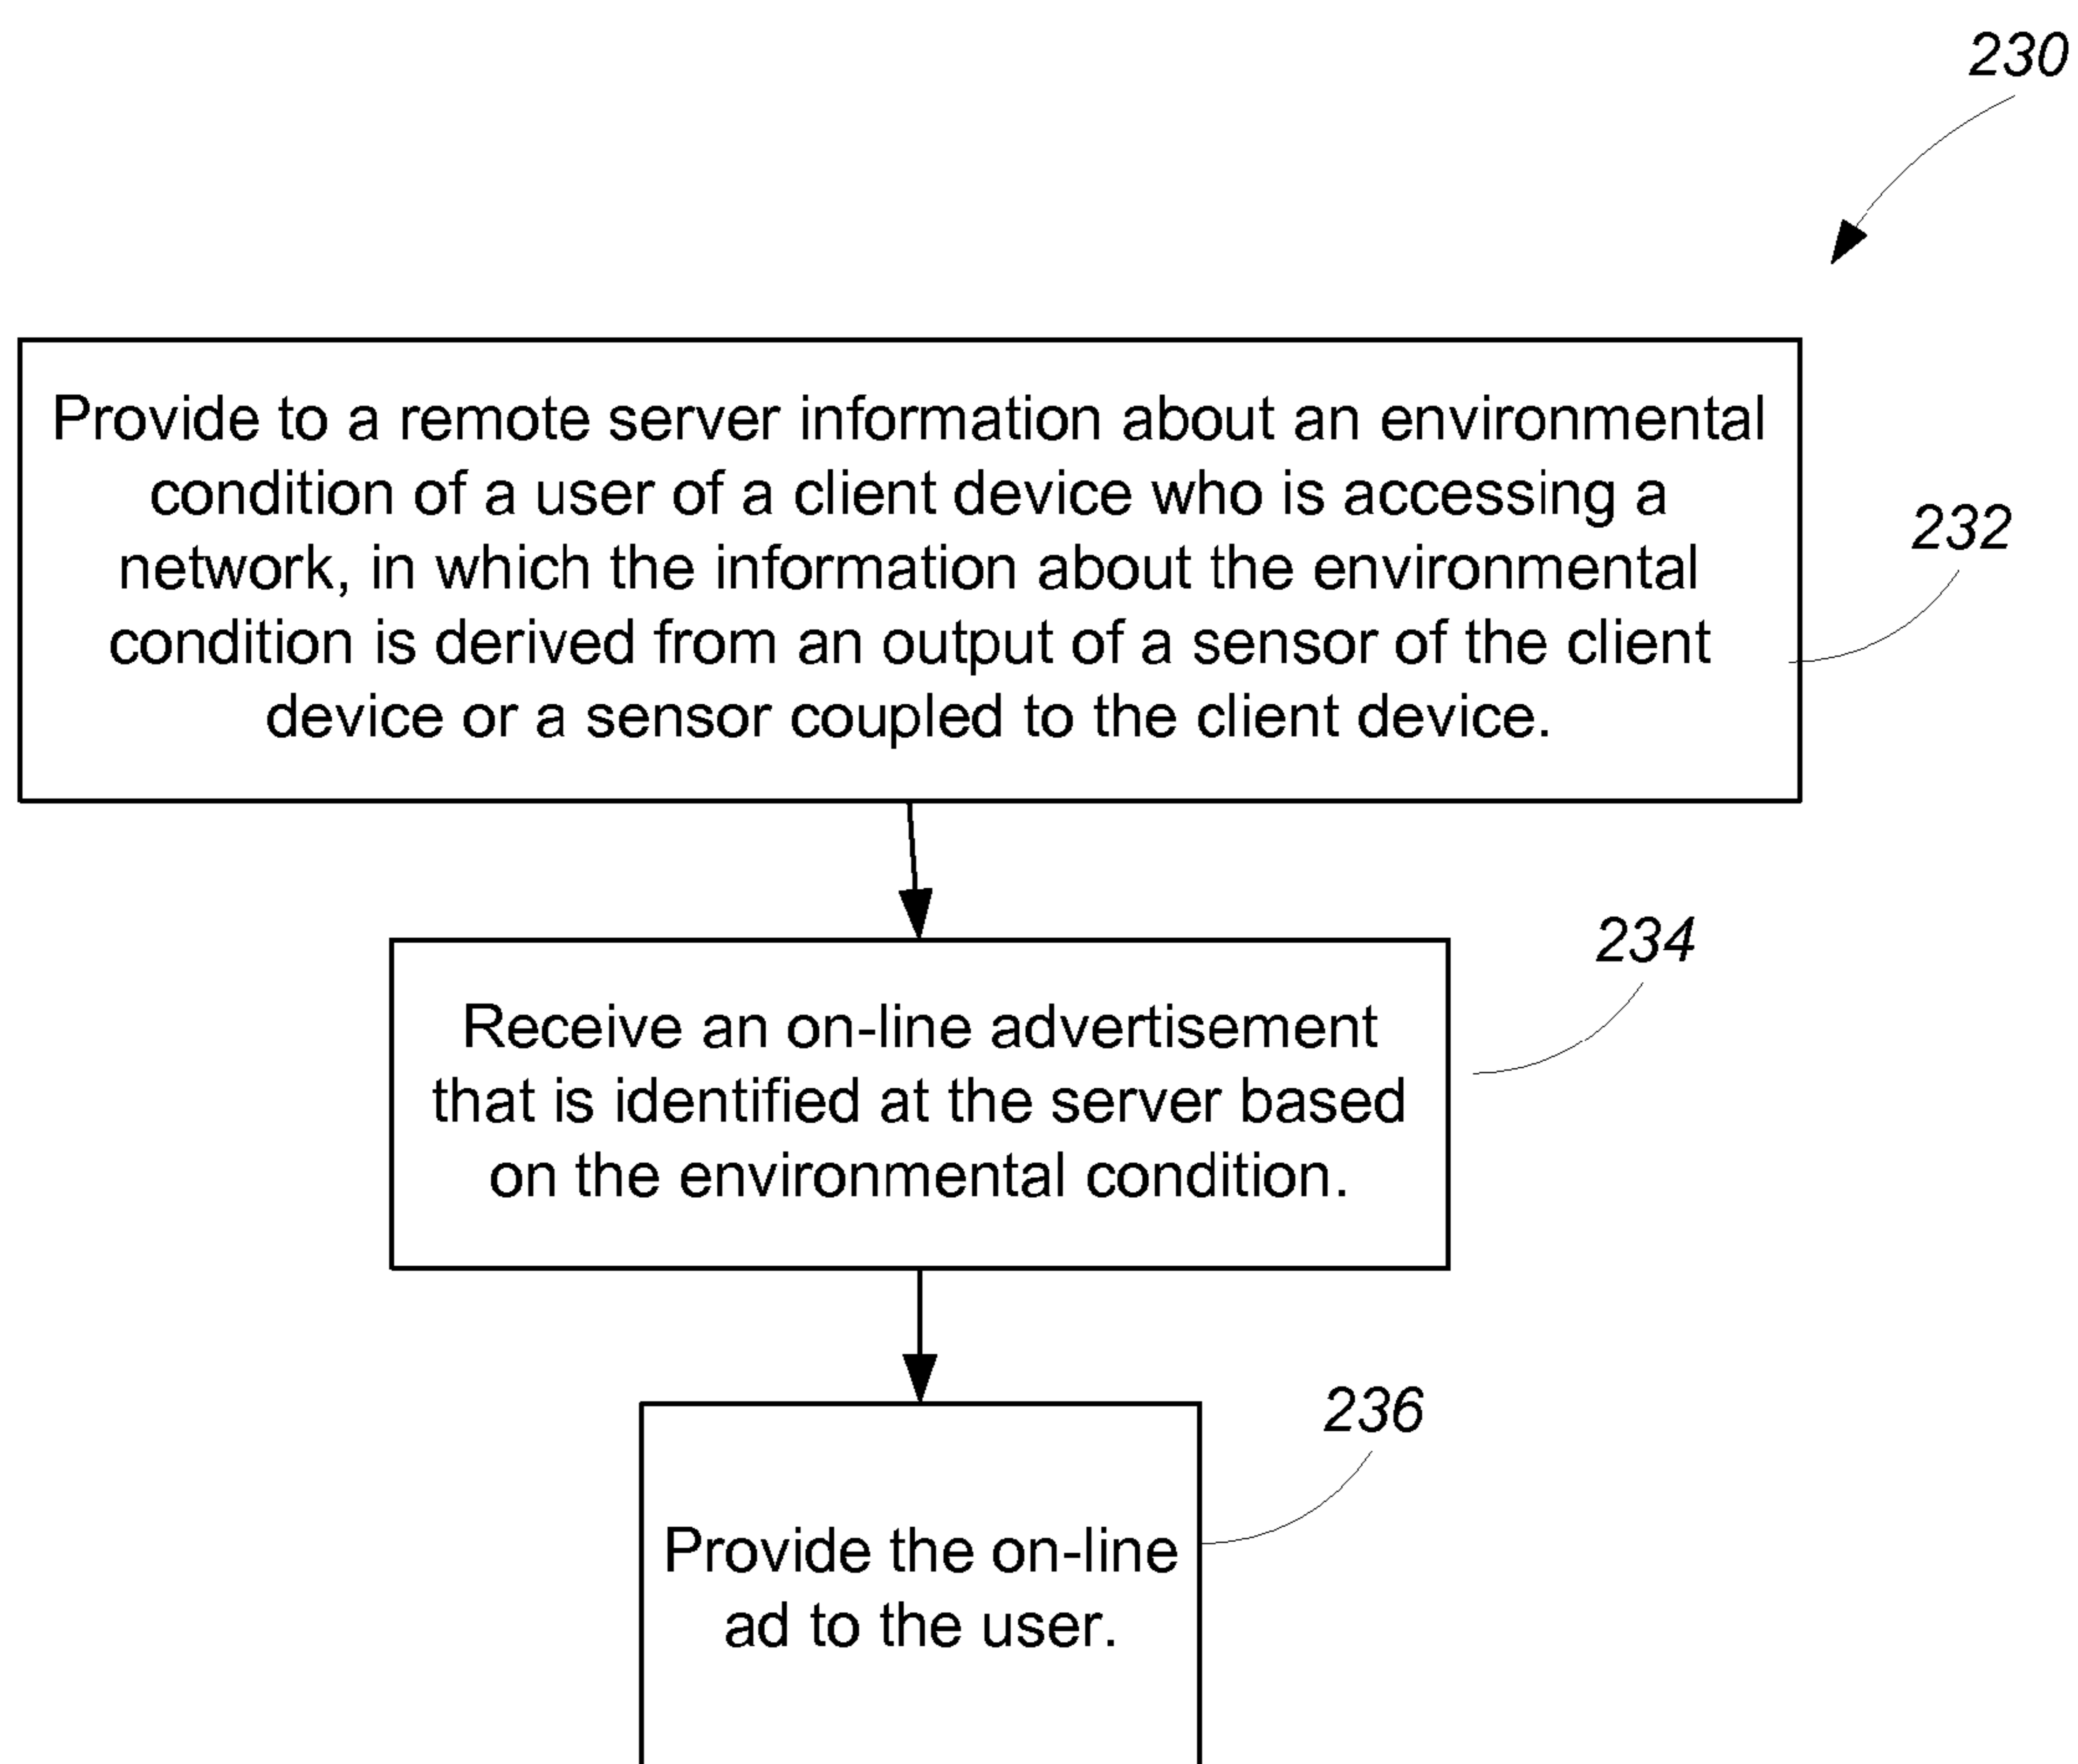 230
Provide to a remote server information about an environmental
condition of a user of a client device who is accessing a
network, in which the information about the environmental
condition is derived from an output of a sensor of the client
device or a sensor coupled to the client device.
232
234
Receive an on-line advertisement
that is identified at the server based
on the environmental condition.
236
Provide the on-line
ad to the user.